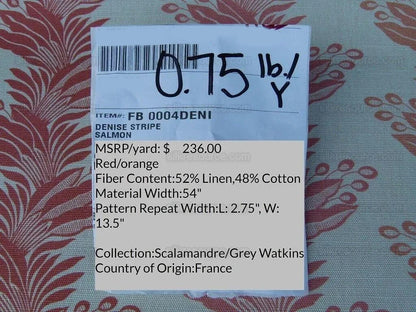 0.75 lb./
Y
ITEM#: FB 0004DENI
DENISE STRIPE
SALMON
MSRP/yard: $ 236.00
Red/orange
Fiber Content:52% Linen,48% Cotton
Material Width:54"
Pattern Repeat Width:L: 2.75", W:
13.5"
Collection:Scalamandre/Grey Watkins
Country of Origin:France